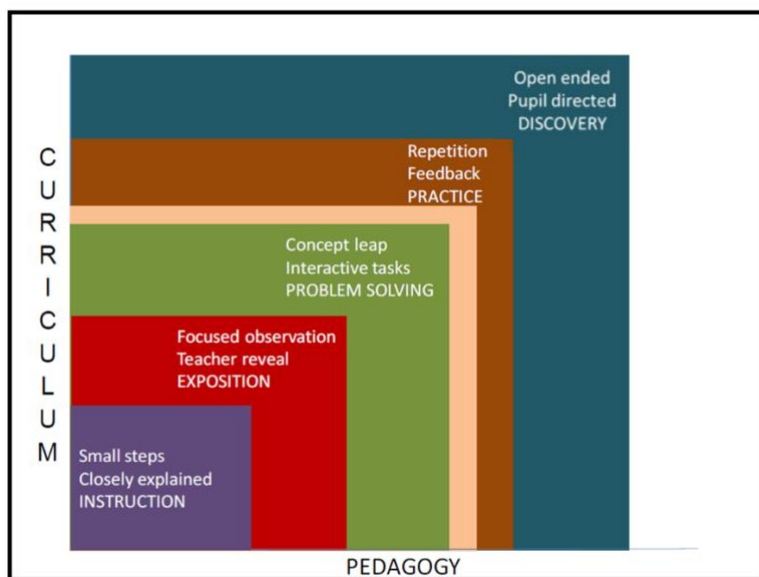 Open ended
Pupil directed
DISCOVERY
Repetition
Feedback
PRACTICE
Concept leap
Interactive tasks
PROBLEM SOLVING
Focused observation
Teacher reveal
EXPOSITION
Small steps
Closely explained
INSTRUCTION
CURRICULUM
PEDAGOGY